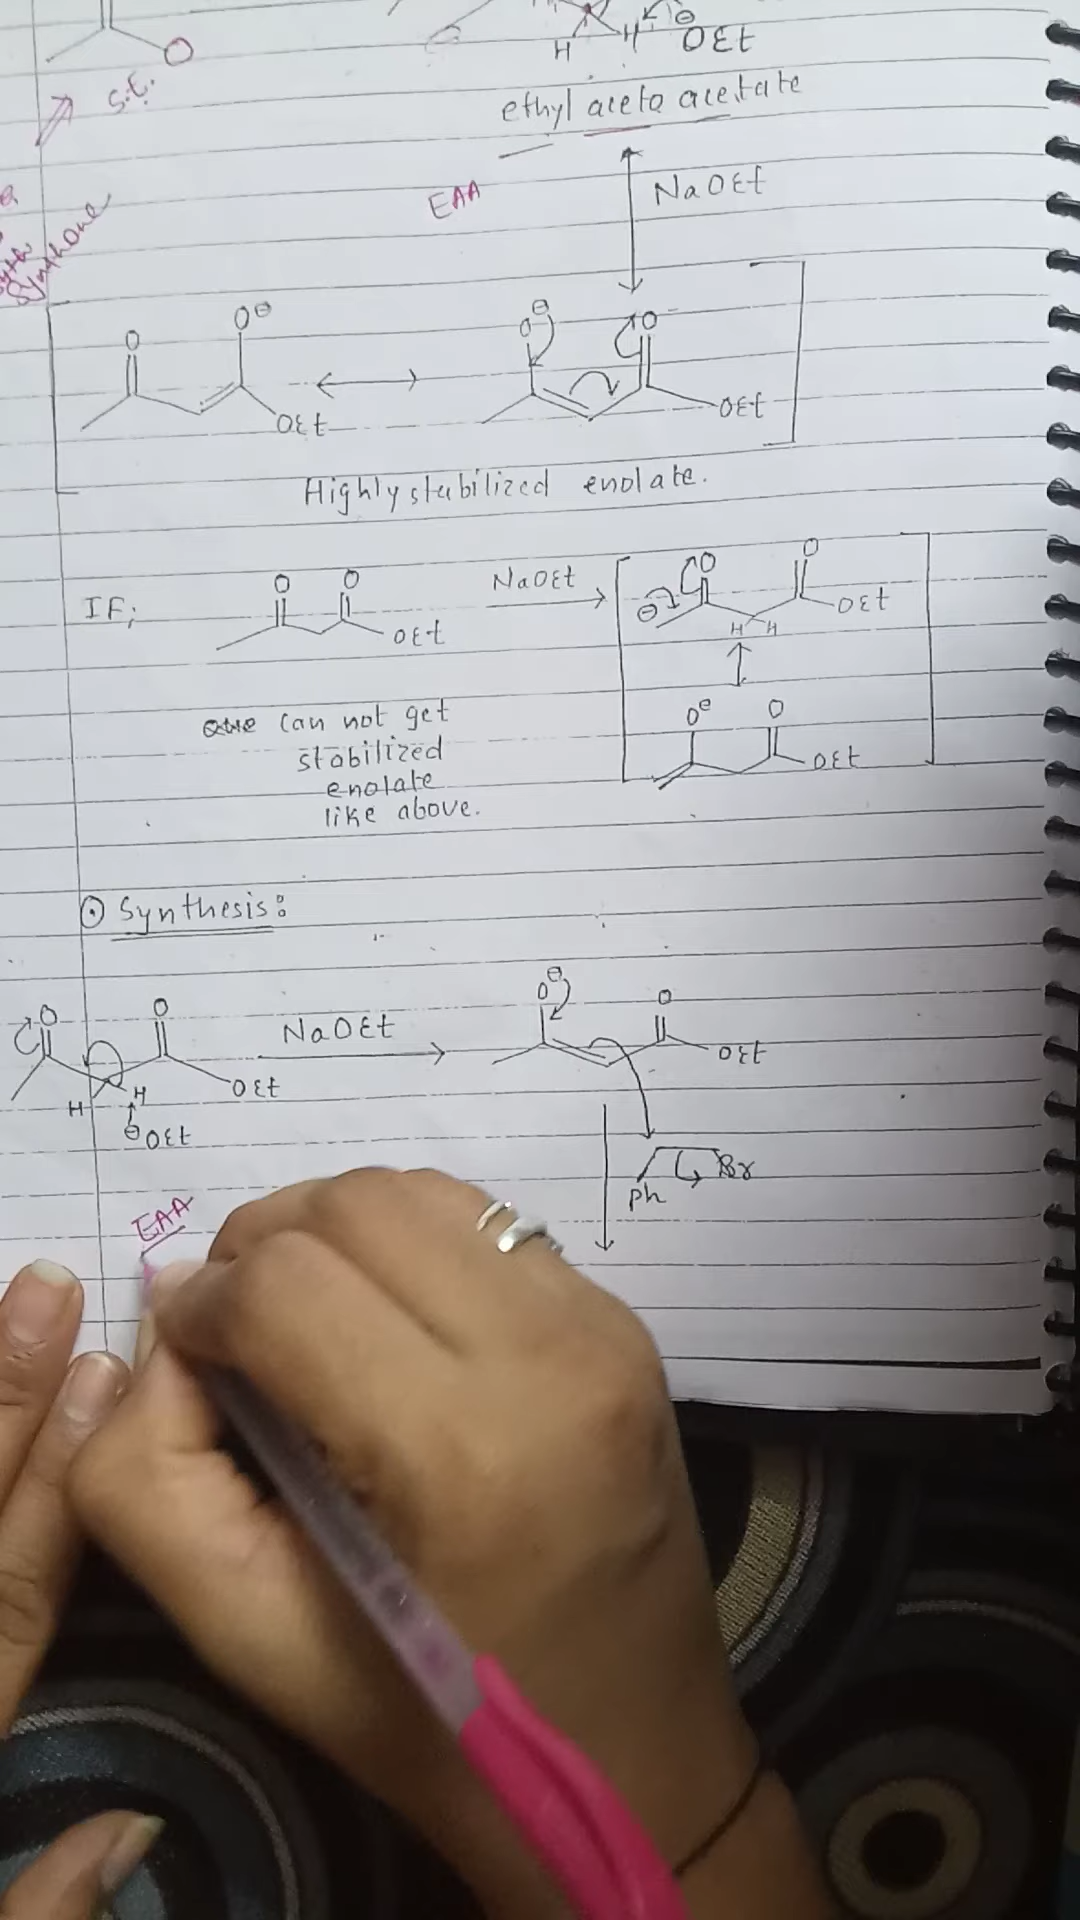 O
S.E.
H H ⊖ OEt
ethyl aceto acetate
EAA
NaOEt
Synthone
O O⊖ OEt
O⊖ O OEt
Highly stabilized enolate.
IF; O O OEt NaOEt
⊖ O O OEt
H H
can not get
stabilized
enolate
like above.
O⊖ O OEt
⊙ Synthesis:
O O OEt
H H
⊖OEt
NaOEt
O⊖ O OEt
Ph Br
EAA